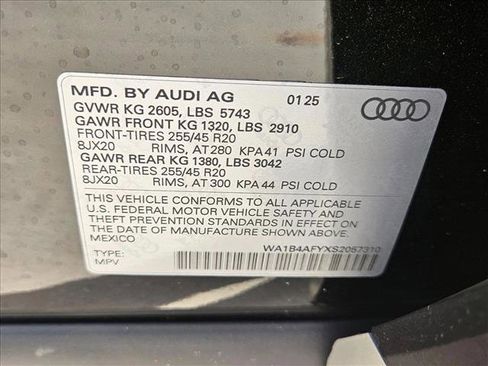 MFD. BY AUDI AG 01 25
GVWR KG 2605, LBS 5743
GAWR FRONT KG 1320, LBS 2910
FRONT-TIRES 255/45 R20
8JX20 RIMS, AT 280 KPA 41 PSI COLD
GAWR REAR KG 1380, LBS 3042
REAR-TIRES 255/45 R20
8JX20 RIMS, AT 300 KPA 44 PSI COLD
THIS VEHICLE CONFORMS TO ALL APPLICABLE
U.S. FEDERAL MOTOR VEHICLE SAFETY AND
THEFT PREVENTION STANDARDS IN EFFECT ON
THE DATE OF MANUFACTURE SHOWN ABOVE
MEXICO
WA1B4AFYXS2057310
TYPE:
MPV